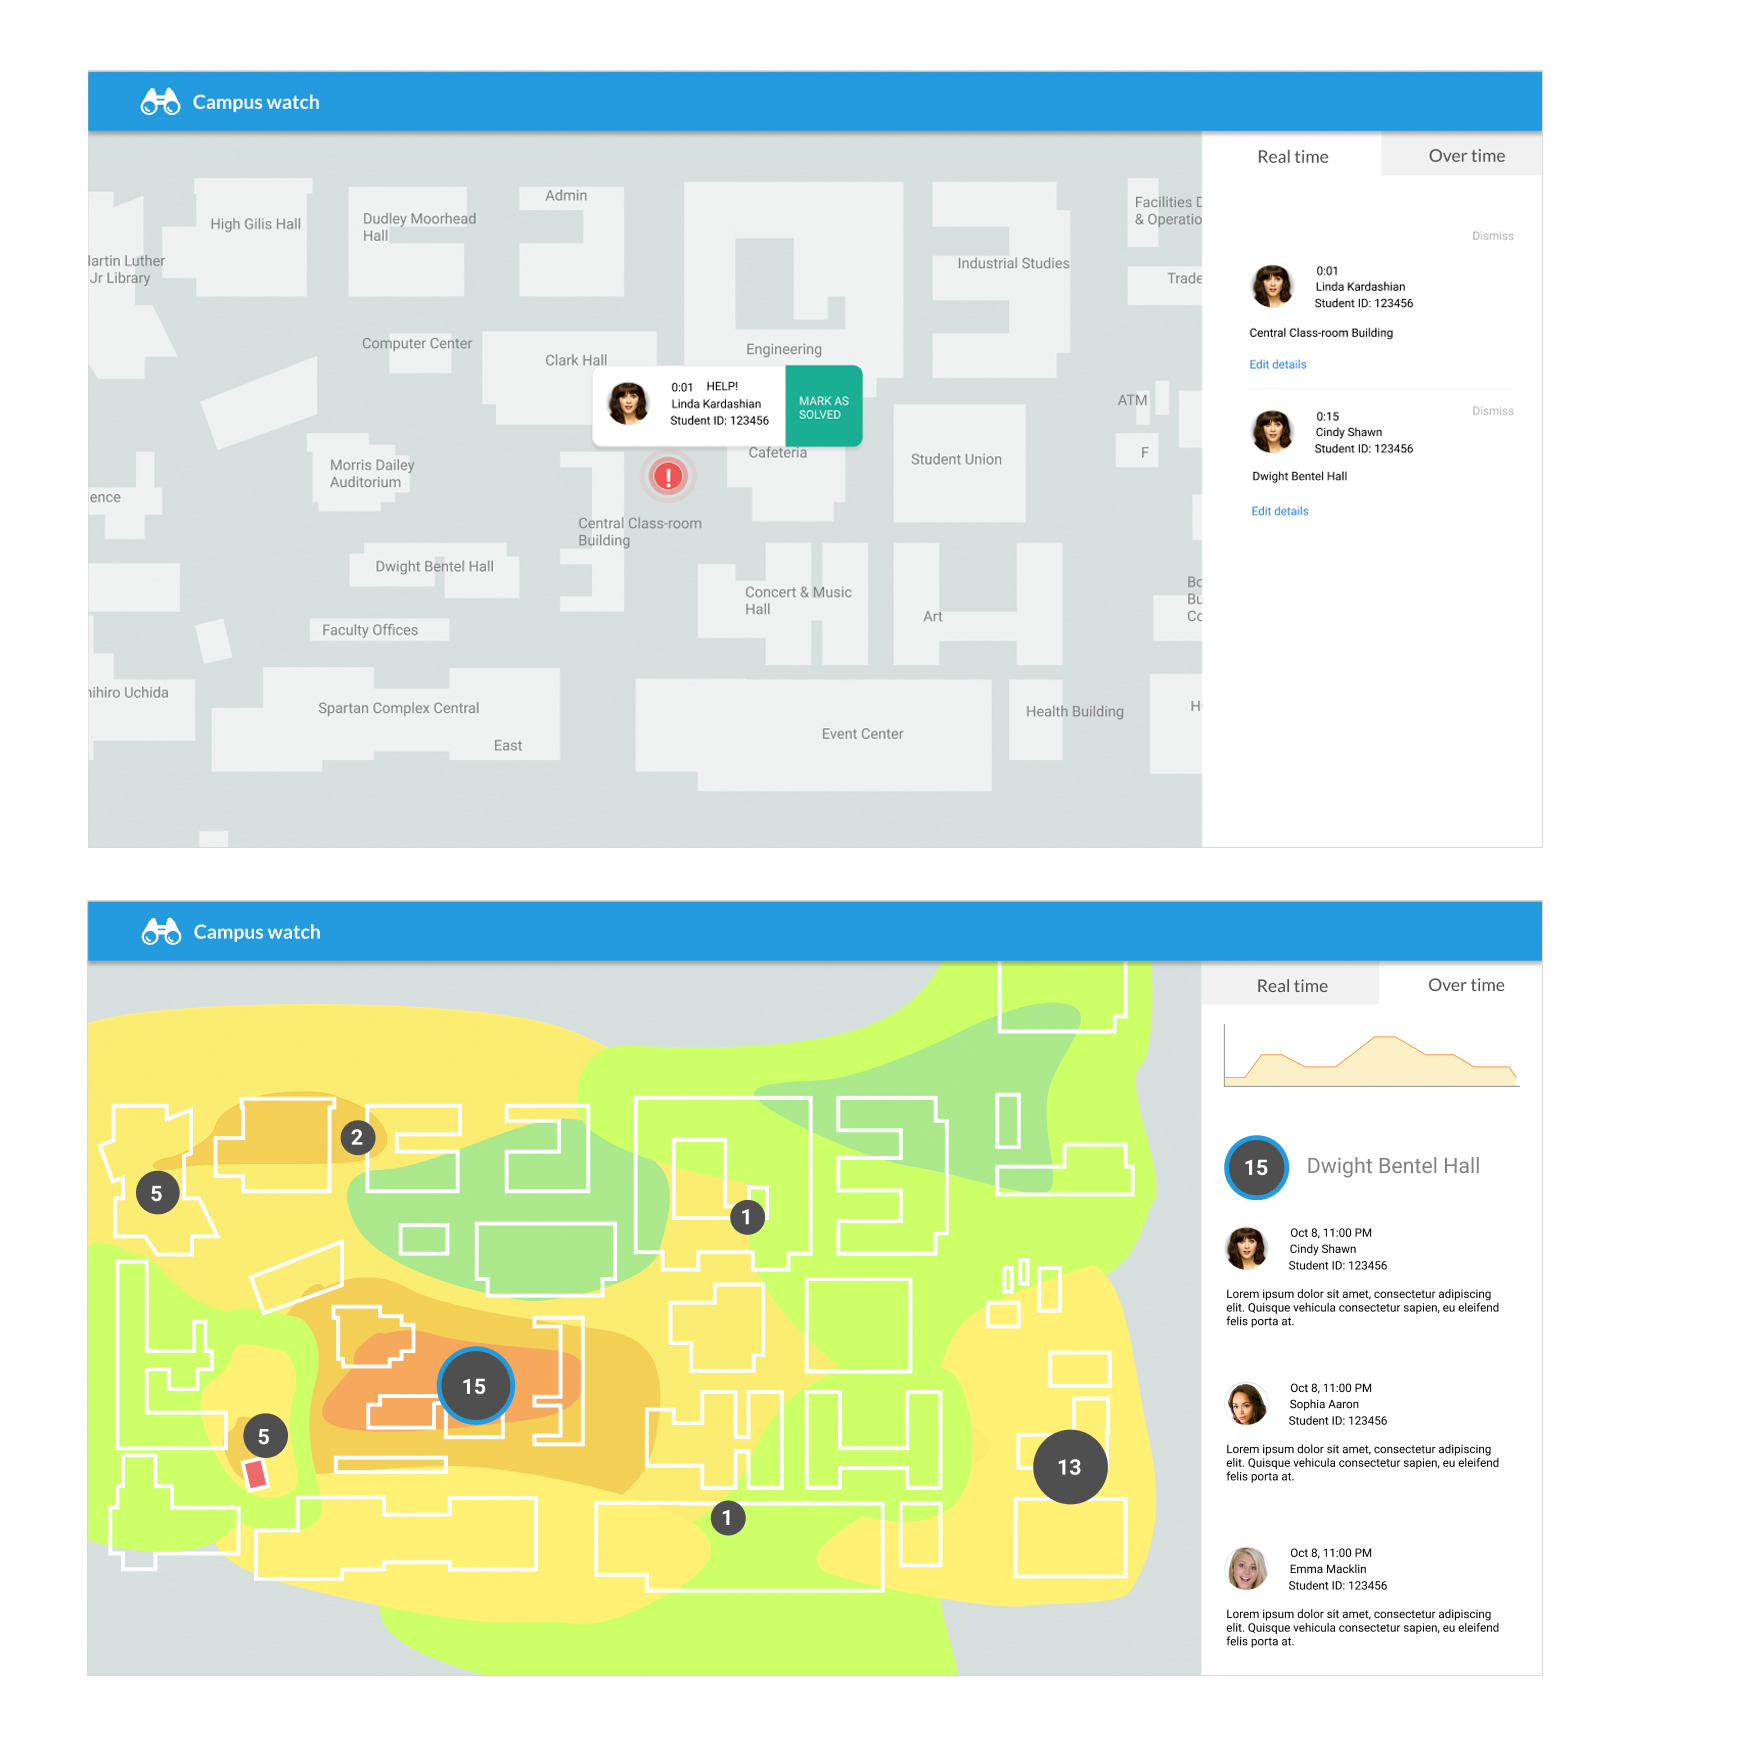 Campus watch
Real time
Over time
High Gilis Hall
Dudley Moorhead
Hall
Admin
Industrial Studies
Facilities D
& Operatio
Trade
artin Luther
Jr Library
Computer Center
Clark Hall
Engineering
0:01 HELP!
Linda Kardashian
Student ID: 123456
MARK AS
SOLVED
Cafeteria
Student Union
ATM
F
Morris Dailey
Auditorium
ence
Central Class-room
Building
Dwight Bentel Hall
Concert & Music
Hall
Art
Bo
Bu
Co
Faculty Offices
hihiro Uchida
Spartan Complex Central
East
Event Center
Health Building
H
Dismiss
0:01
Linda Kardashian
Student ID: 123456
Central Class-room Building
Edit details
Dismiss
0:15
Cindy Shawn
Student ID: 123456
Dwight Bentel Hall
Edit details
Campus watch
Real time
Over time
2
5
1
15
5
13
1
15 Dwight Bentel Hall
Oct 8, 11:00 PM
Cindy Shawn
Student ID: 123456
Lorem ipsum dolor sit amet, consectetur adipiscing
elit. Quisque vehicula consectetur sapien, eu eleifend
felis porta at.
Oct 8, 11:00 PM
Sophia Aaron
Student ID: 123456
Lorem ipsum dolor sit amet, consectetur adipiscing
elit. Quisque vehicula consectetur sapien, eu eleifend
felis porta at.
Oct 8, 11:00 PM
Emma Macklin
Student ID: 123456
Lorem ipsum dolor sit amet, consectetur adipiscing
elit. Quisque vehicula consectetur sapien, eu eleifend
felis porta at.